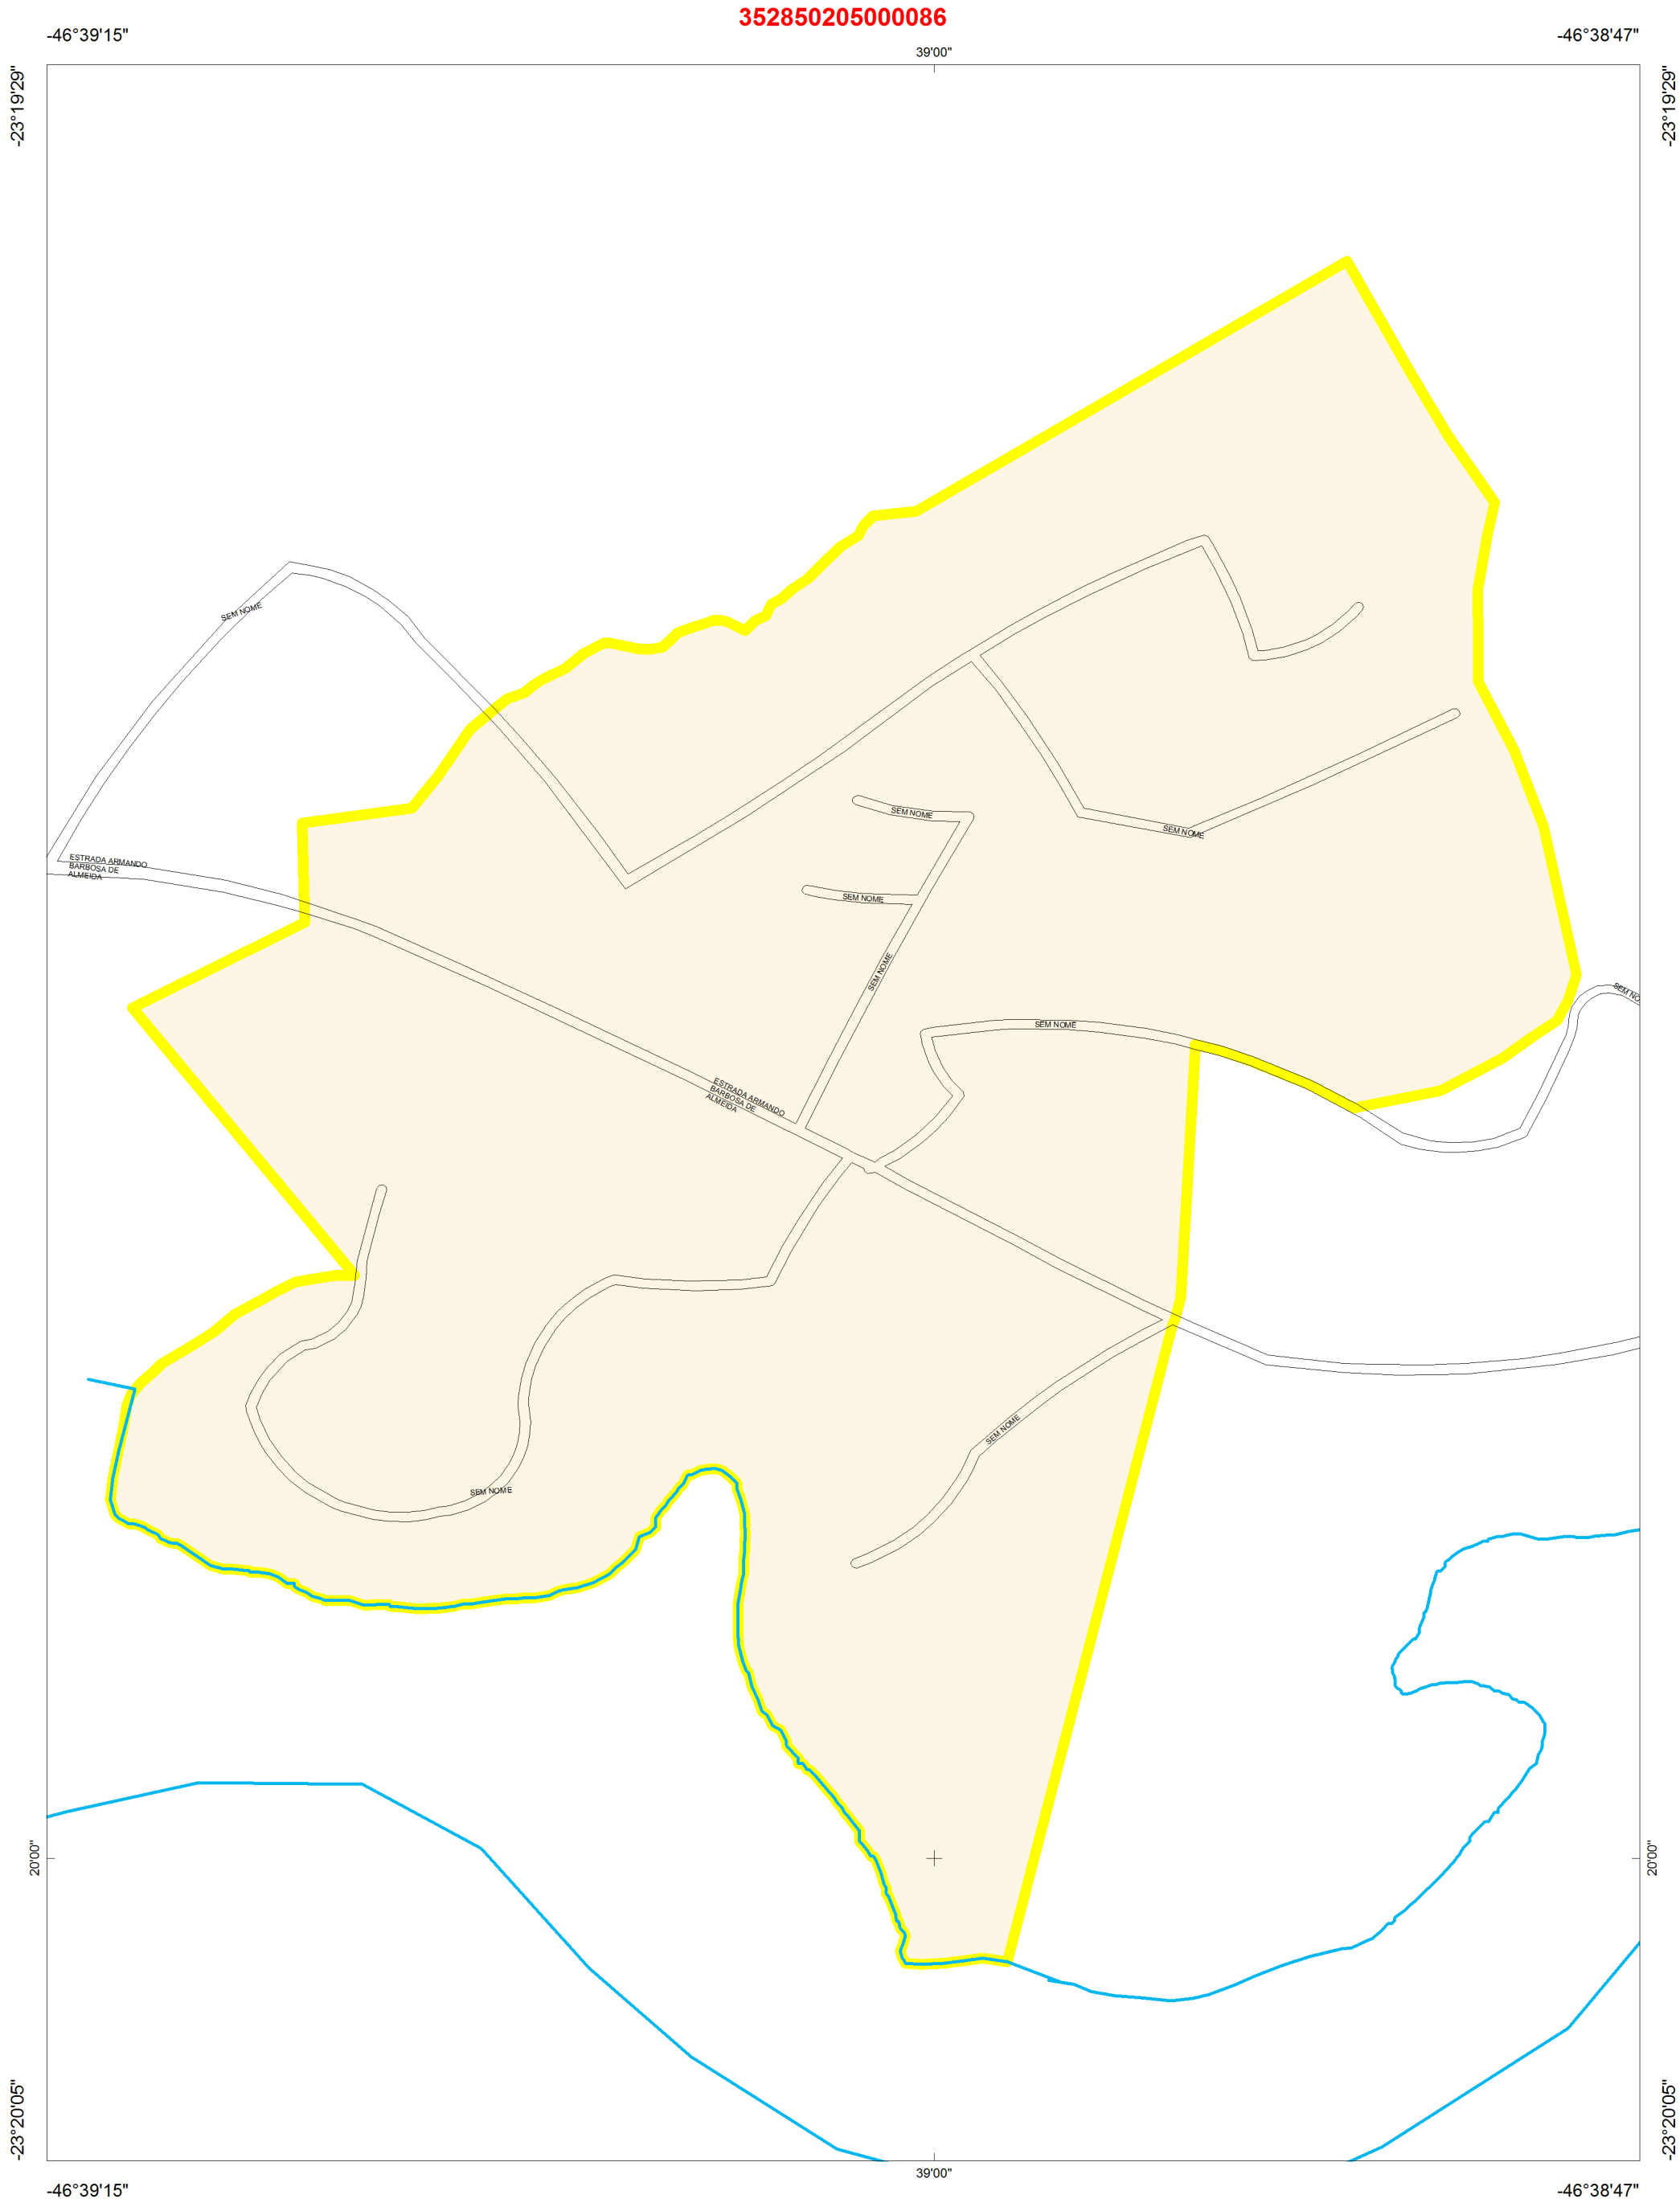 352850205000086
-46°39'15"
-46°38'47"
39'00"
-23°19'29"
-23°19'29"
SEM NOME
SEM NOME
SEM NOME
ESTRADA ARMANDO
BARBOSA DE
ALMEIDA
SEM NOME
SEM NOME
SEM NO
SEM NOME
ESTRADA ARMANDO
BARBOSA DE
ALMEIDA
SEM NOME
SEM NOME
20'00"
20'00"
-23°20'05"
-23°20'05"
39'00"
-46°39'15"
-46°38'47"